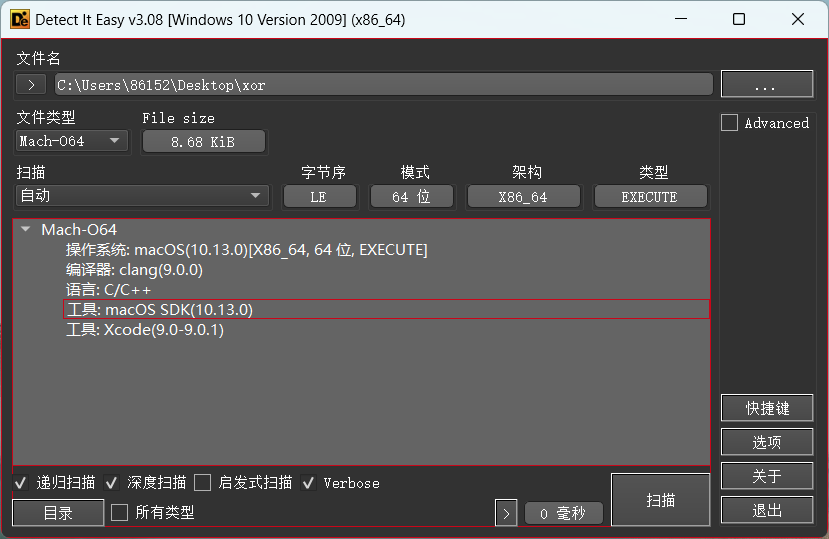 Detect It Easy v3.08 [Windows 10 Version 2009] (x86_64)
文件名
> C:\Users\86152\Desktop\xor ...
文件类型 File size
Mach-O64 8.68 KiB Advanced
扫描 字节序 模式 架构 类型
自动 LE 64 位 X86_64 EXECUTE
Mach-O64
操作系统: macOS(10.13.0)[X86_64, 64 位, EXECUTE]
编译器: clang(9.0.0)
语言: C/C++
工具: macOS SDK(10.13.0)
工具: Xcode(9.0-9.0.1)
快捷键
选项
关于
递归扫描 深度扫描 启发式扫描 Verbose
目录 所有类型 > 0 毫秒 扫描 退出